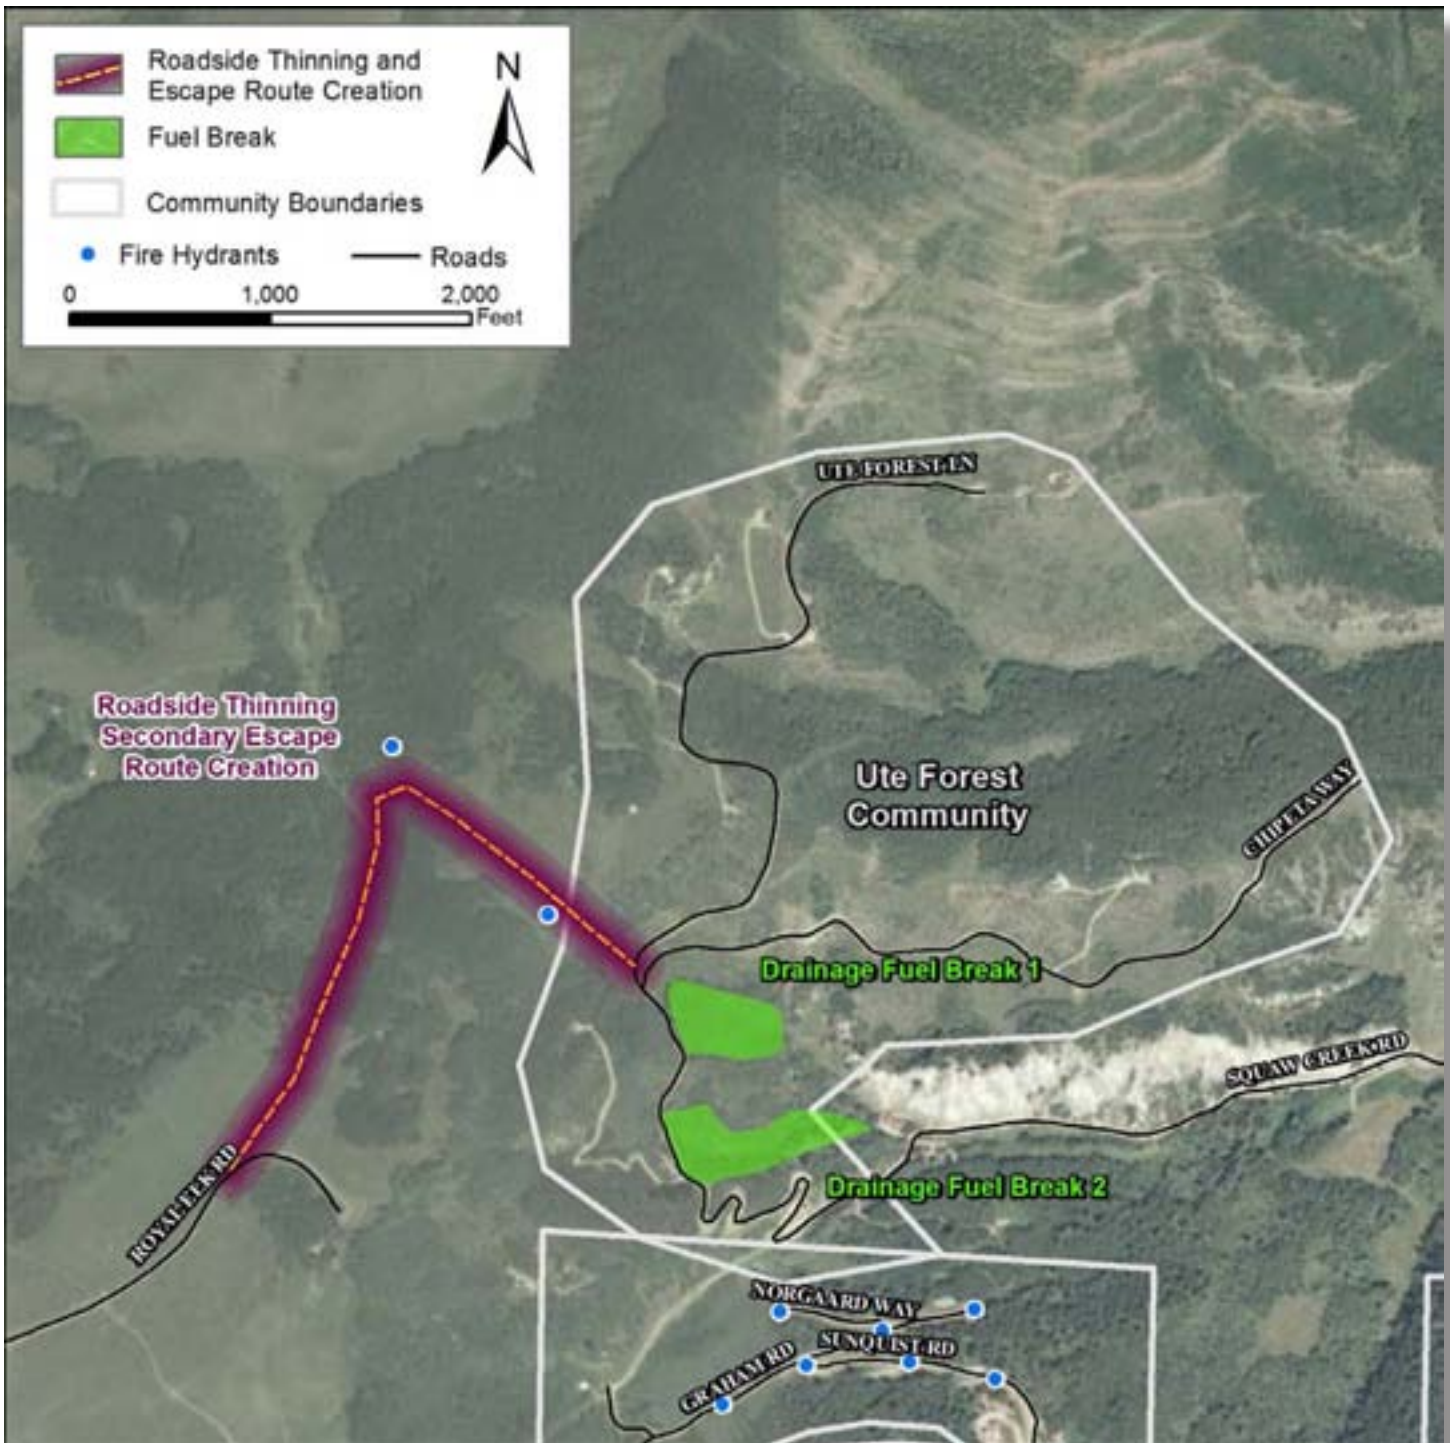 Roadside Thinning and
Escape Route Creation
N
Fuel Break
Community Boundaries
Fire Hydrants
Roads
0 1,000 2,000
Feet
UTE FOREST LN
Roadside Thinning
Secondary Escape
Route Creation
Ute Forest
Community
CHIPETA WAY
Drainage Fuel Break 1
SQUAW CREEK RD
ROYAL ELK RD
Drainage Fuel Break 2
NORGAARD WAY
SUNQUIST RD
GRAHAM RD